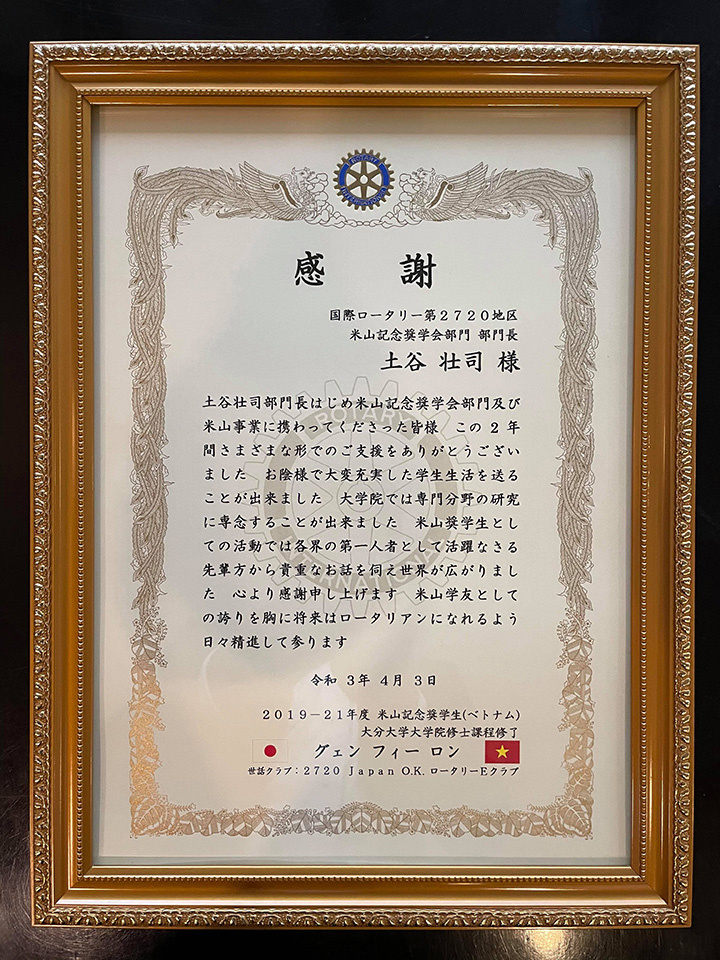 ROTARY
INTERNATIONAL
感 謝
国際ロータリー第2720地区
米山記念奨学会部門 部門長
土谷 壮司 様
土谷壮司部門長はじめ米山記念奨学会部門及び
米山事業に携わってくださった皆様 この2年
間さまざまな形でのご支援をありがとうござい
ました お陰様で大変充実した学生生活を送る
ことが出来ました 大学院では専門分野の研究
に専念することが出来ました 米山奨学生とし
ての活動では各界の第一人者として活躍なさる
先輩方から貴重なお話を伺え世界が広がりまし
た 心より感謝申し上げます 米山学友として
の誇りを胸に将来はロータリアンになれるよう
日々精進して参ります
ROTARY
INTERNATIONAL
令和 3年 4月 3日
2019-21年度 米山記念奨学生(ベトナム)
大分大学大学院修士課程修了
グェン フィー ロン
世話クラブ:2720 Japan O.K. ロータリーEクラブ